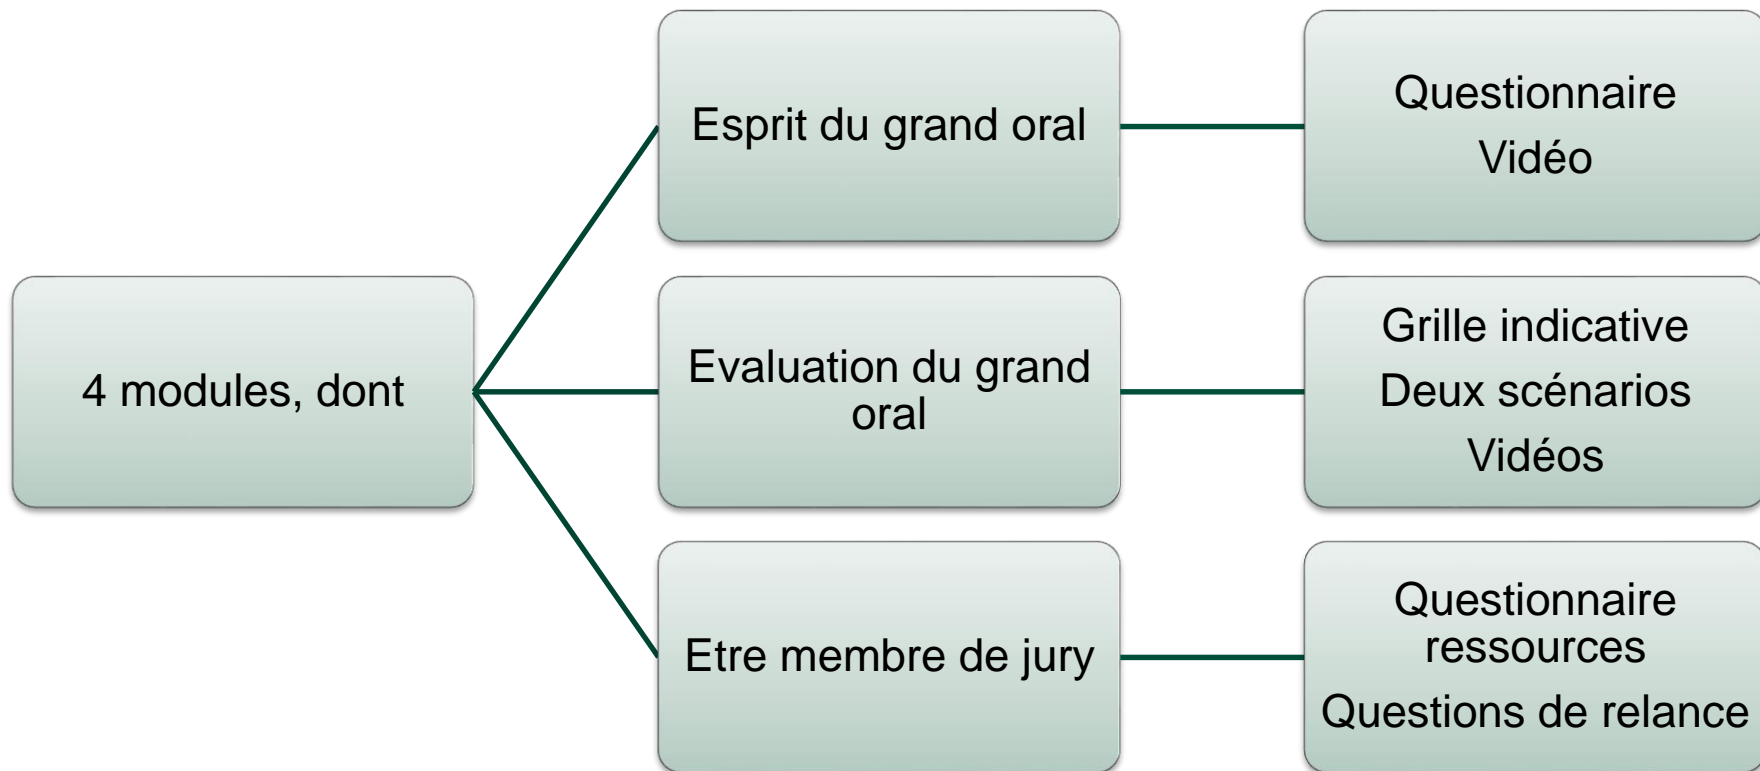 4 modules, dont
Esprit du grand oral
Questionnaire
Vidéo
Evaluation du grand
oral
Grille indicative
Deux scénarios
Vidéos
Etre membre de jury
Questionnaire
ressources
Questions de relance